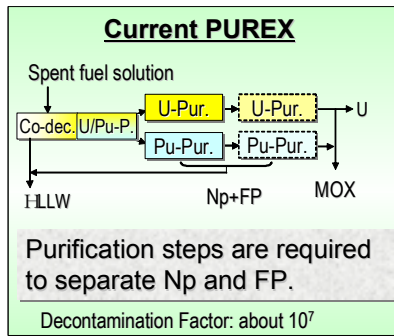 Current PUREX
Spent fuel solution
U-Pur. U-Pur. U
Co-dec. U/Pu-P.
Pu-Pur. Pu-Pur.
HLLW Np+FP MOX
Purification steps are required
to separate Np and FP.
Decontamination Factor: about 10⁷